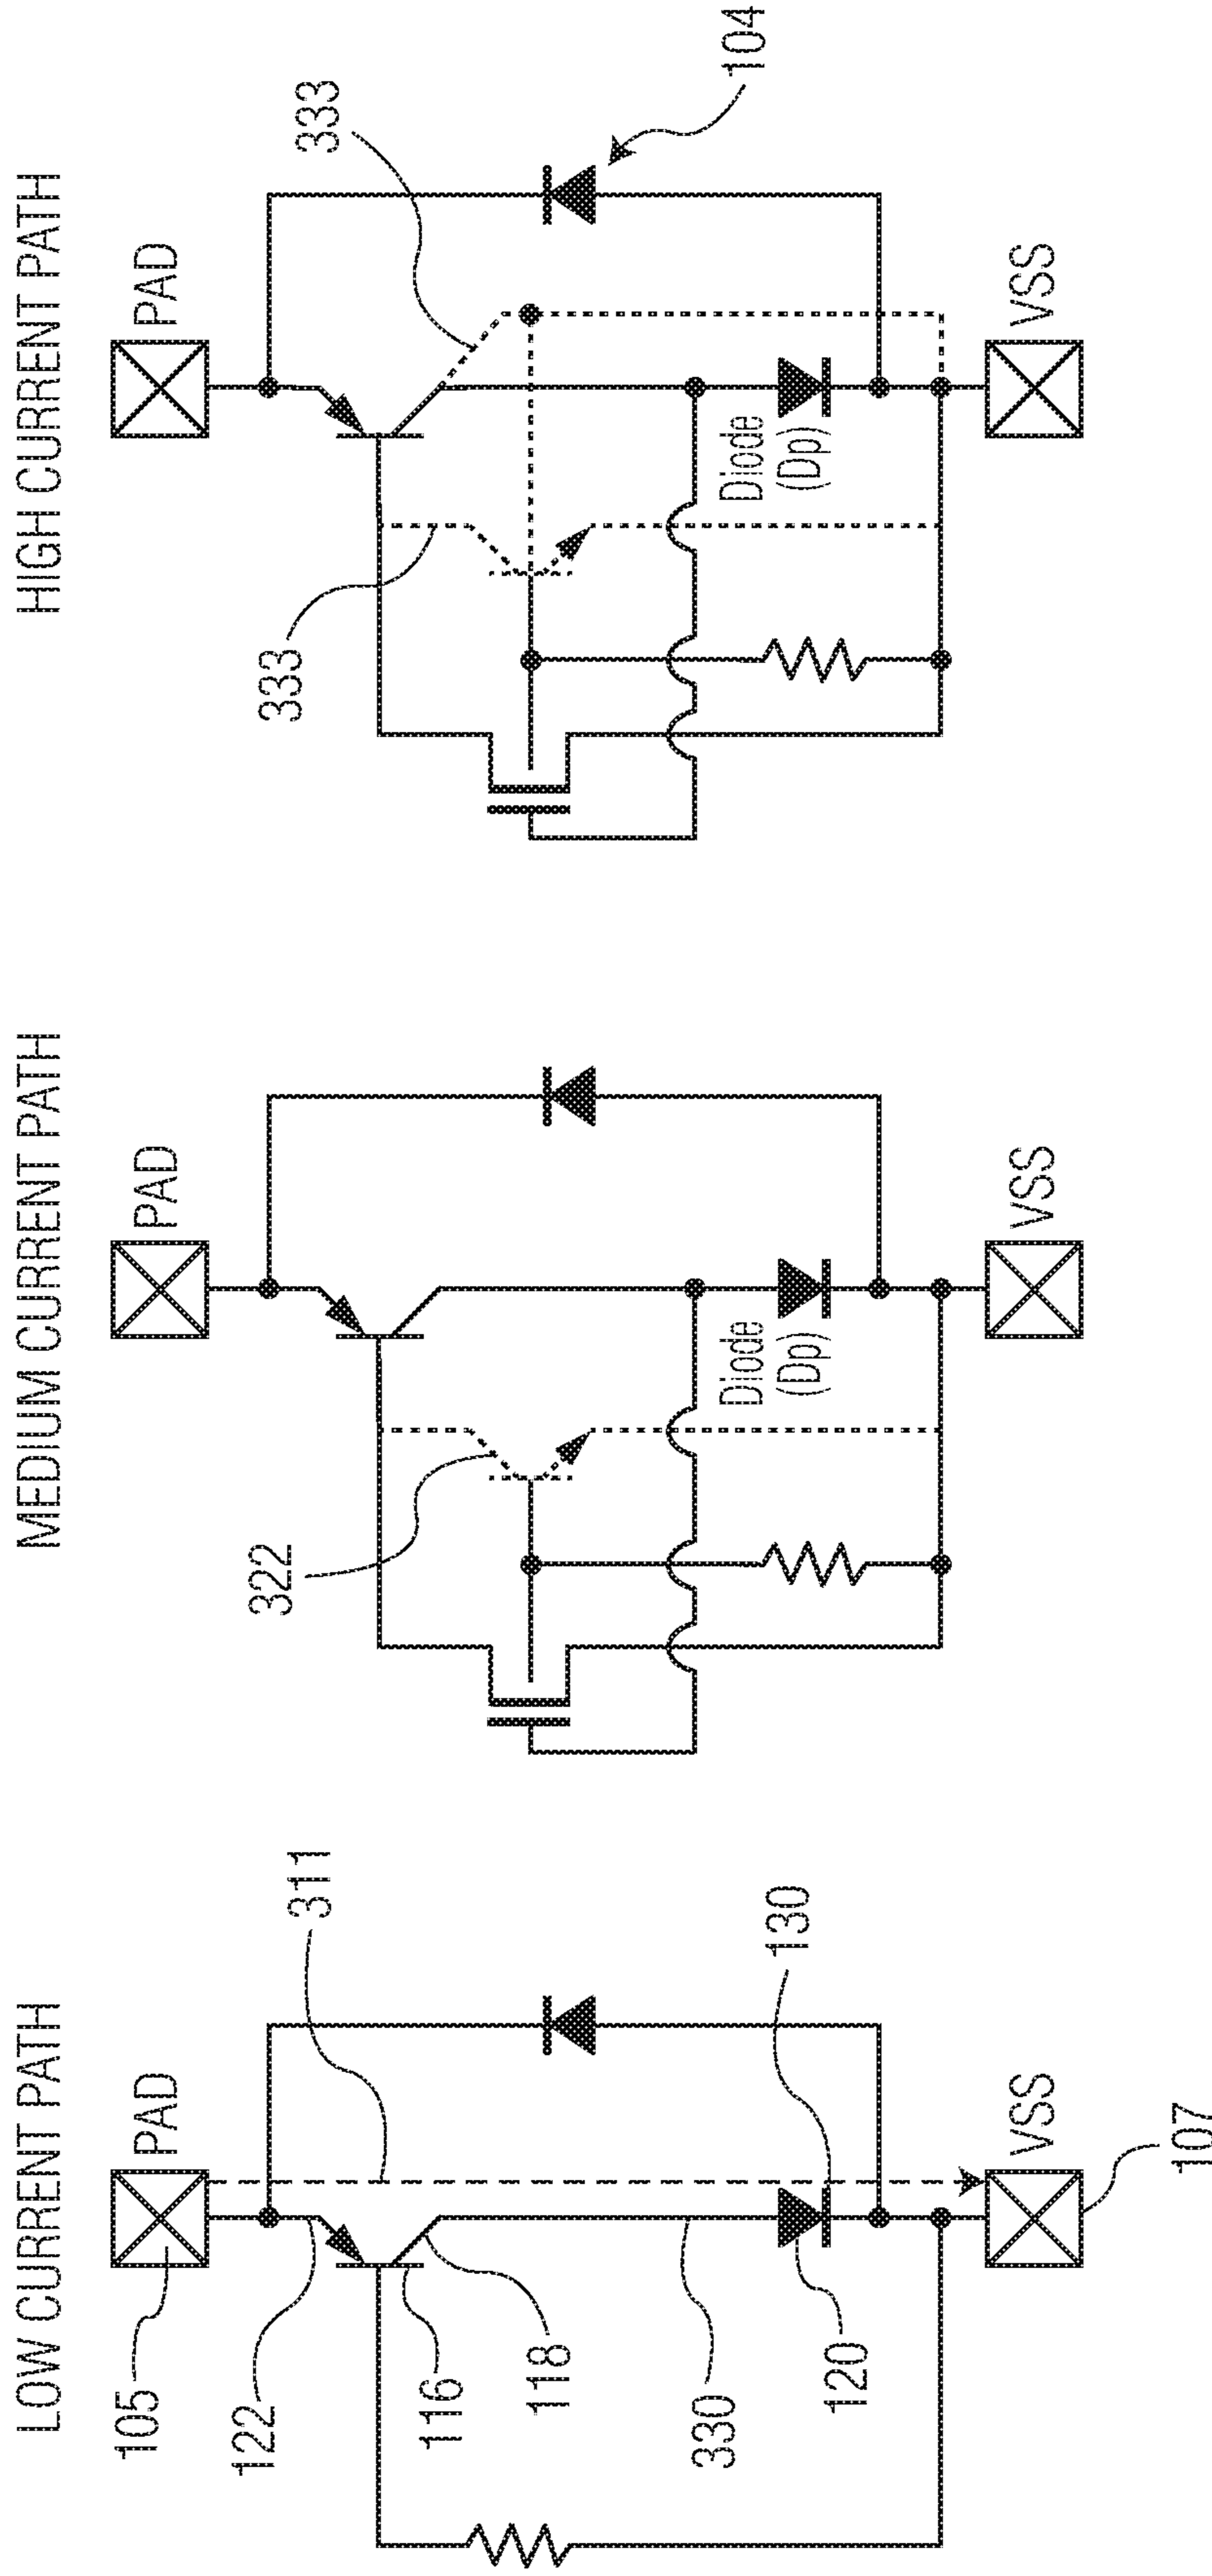 LOW CURRENT PATH
105
PAD
122
311
116
118
330
120
130
VSS
107
MEDIUM CURRENT PATH
PAD
322
Diode
(Dp)
VSS
HIGH CURRENT PATH
PAD
333
333
104
Diode
(Dp)
VSS